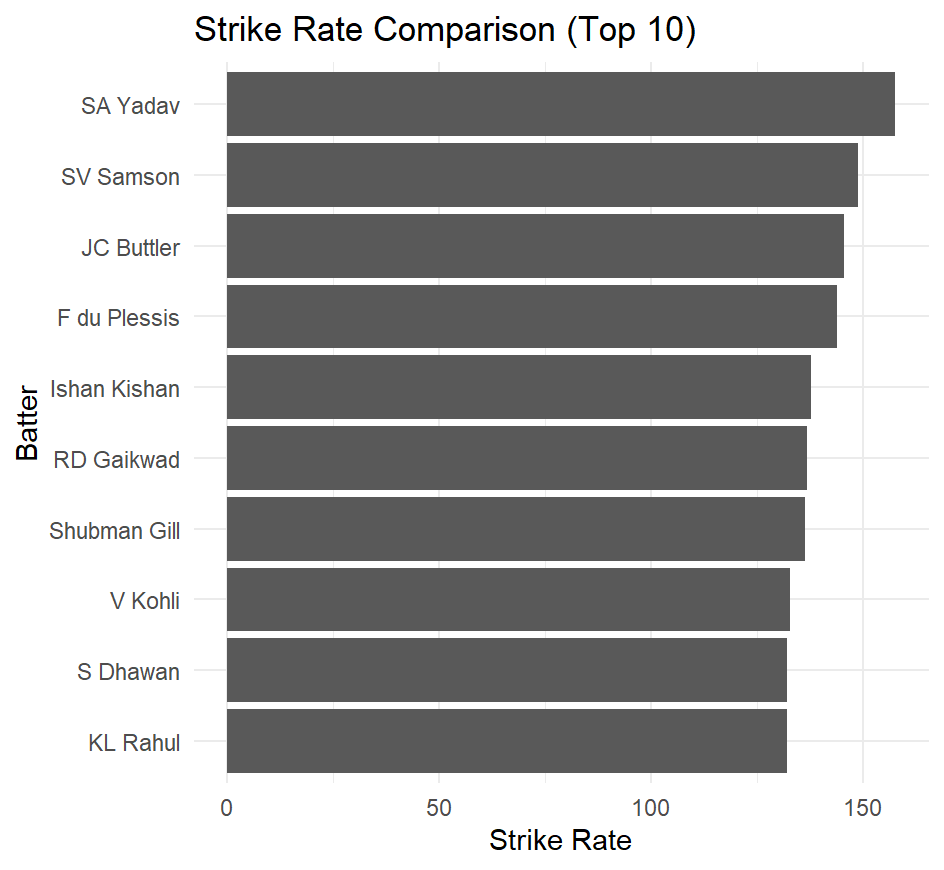 Strike Rate Comparison (Top 10)
Batter
SA Yadav
SV Samson
JC Buttler
F du Plessis
Ishan Kishan
RD Gaikwad
Shubman Gill
V Kohli
S Dhawan
KL Rahul
0 50 100 150
Strike Rate